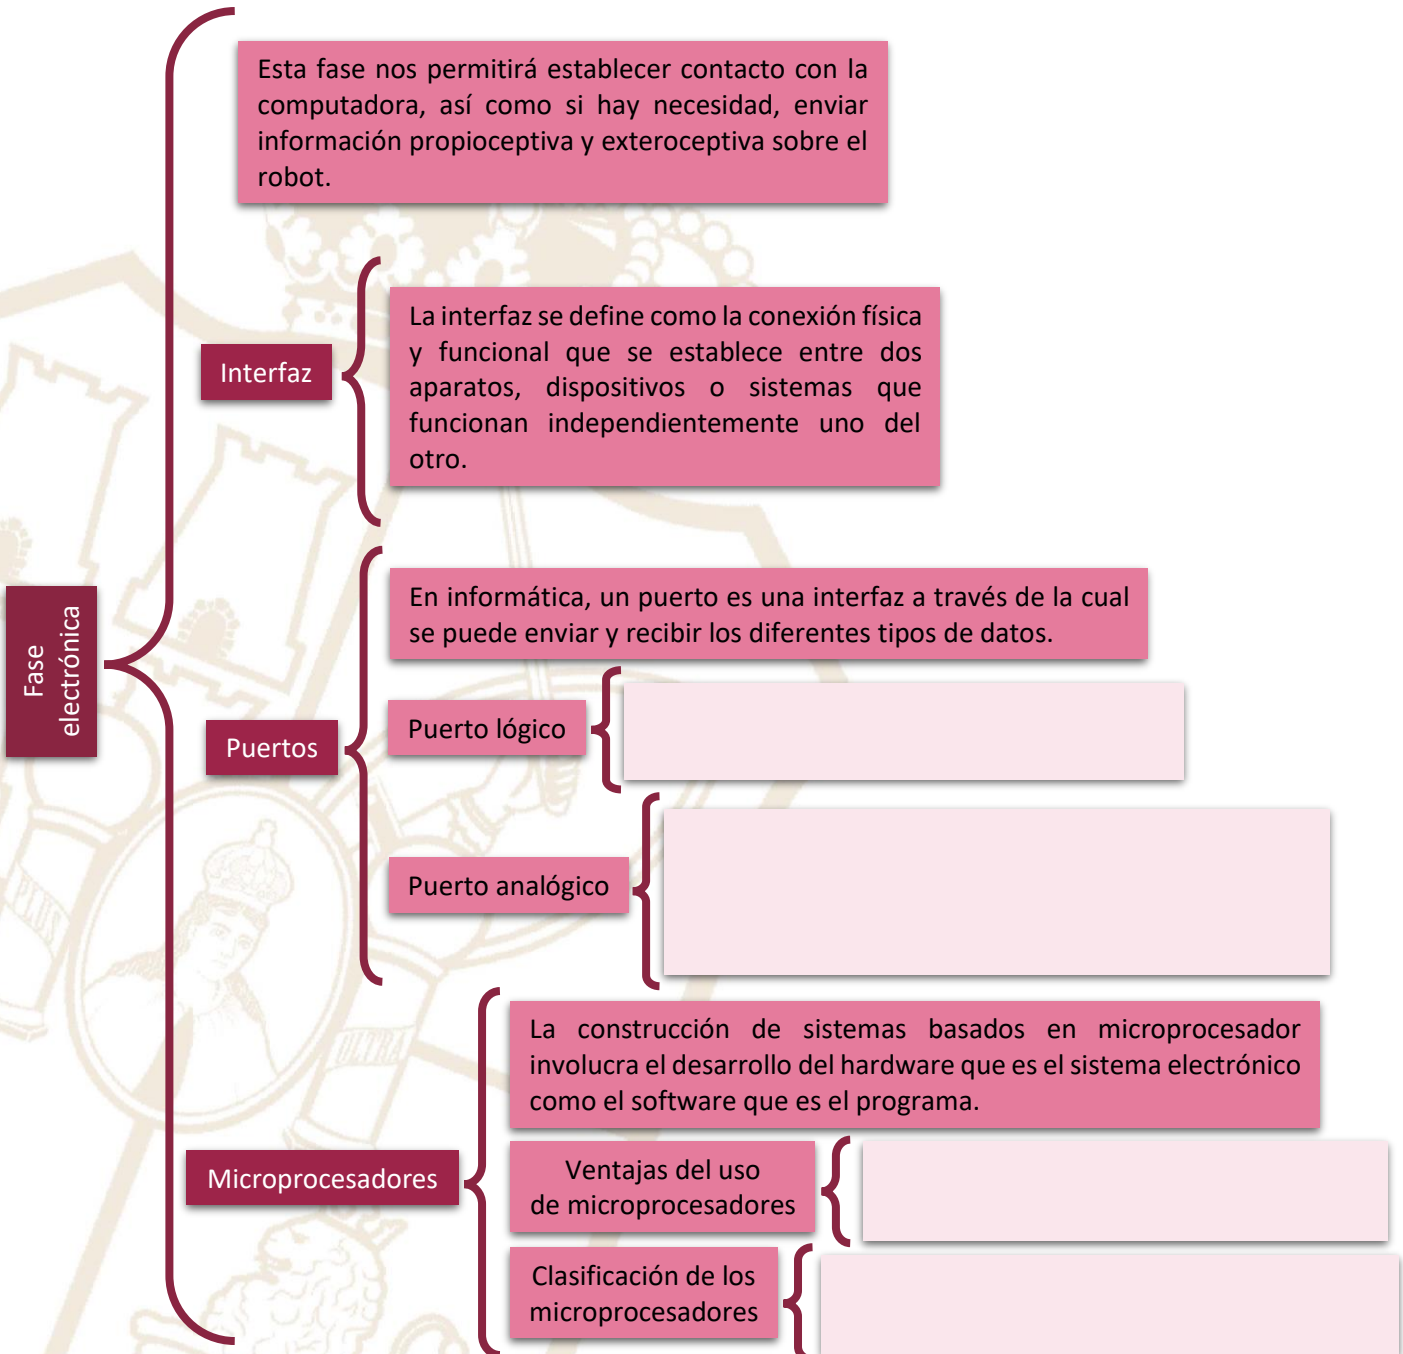 Esta fase nos permitirá establecer contacto con la
computadora, así como si hay necesidad, enviar
información propioceptiva y exteroceptiva sobre el
robot.
Interfaz
La interfaz se define como la conexión física
y funcional que se establece entre dos
aparatos, dispositivos o sistemas que
funcionan independientemente uno del
otro.
Fase
electrónica
Puertos
En informática, un puerto es una interfaz a través de la cual
se puede enviar y recibir los diferentes tipos de datos.
Puerto lógico
Puerto analógico
PLUS
ULTRA
Microprocesadores
La construcción de sistemas basados en microprocesador
involucra el desarrollo del hardware que es el sistema electrónico
como el software que es el programa.
Ventajas del uso
de microprocesadores
Clasificación de los
microprocesadores